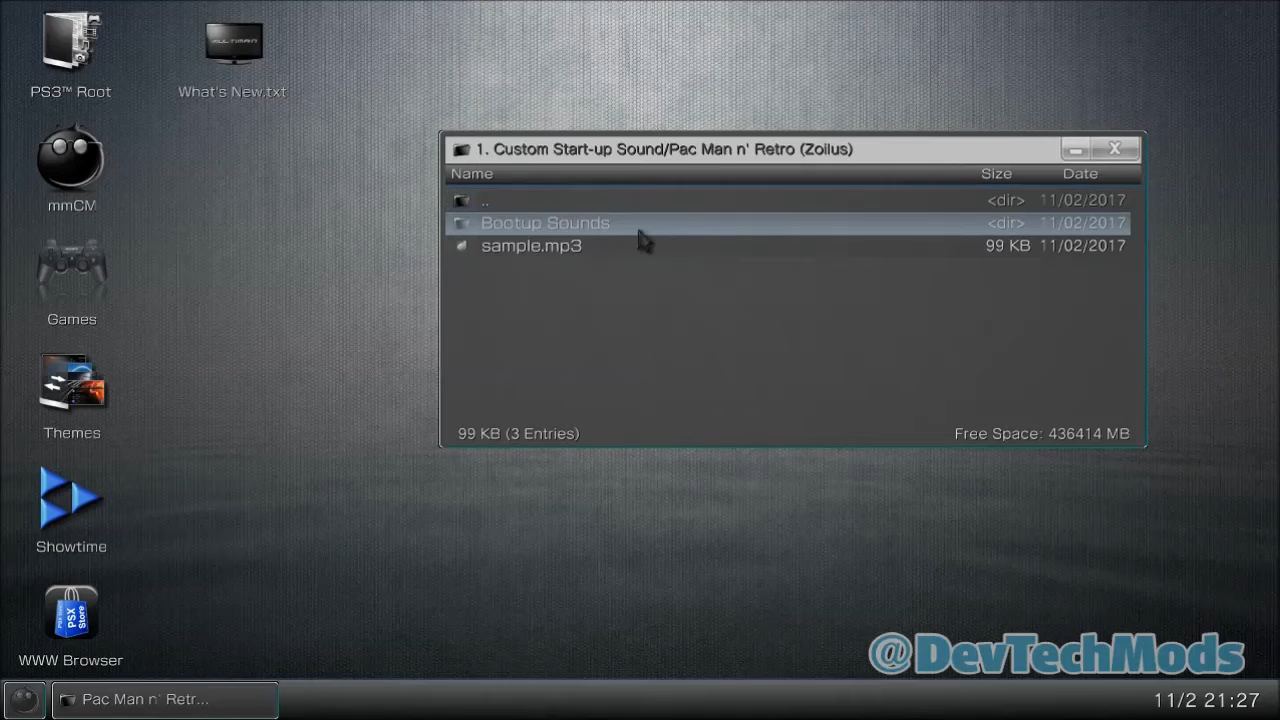 PS3™ Root
What's New.txt
mmCM
Games
Themes
Showtime
WWW Browser
1. Custom Start-up Sound/Pac Man n' Retro (Zoilus)
X
Name Size Date
.. <dir> 11/02/2017
Bootup Sounds <dir> 11/02/2017
sample.mp3 99 KB 11/02/2017
99 KB (3 Entries) Free Space: 436414 MB
PSX Store
@DevTechMods
Pac Man n' Retr... 11/2 21:27